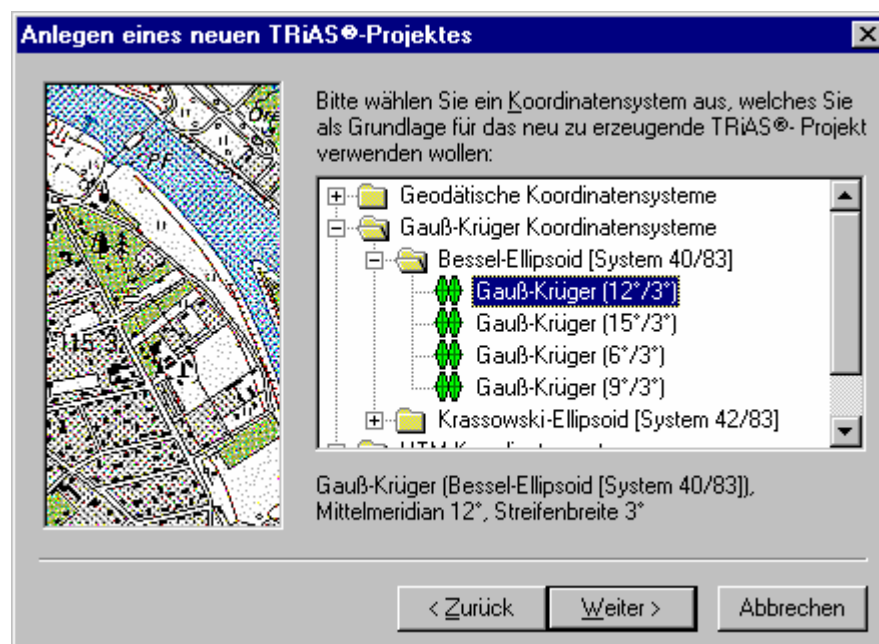 Anlegen eines neuen TRiAS®-Projektes
Bitte wählen Sie ein Koordinatensystem aus, welches Sie
als Grundlage für das neu zu erzeugende TRiAS®- Projekt
verwenden wollen:
Geodätische Koordinatensysteme
Gauß-Krüger Koordinatensysteme
Bessel-Ellipsoid [System 40/83]
Gauß-Krüger (12°/3°)
Gauß-Krüger (15°/3°)
Gauß-Krüger (6°/3°)
Gauß-Krüger (9°/3°)
Krassowski-Ellipsoid [System 42/83]
Gauß-Krüger (Bessel-Ellipsoid [System 40/83]),
Mittelmeridian 12°, Streifenbreite 3°
< Zurück
Weiter >
Abbrechen
PF
115.3